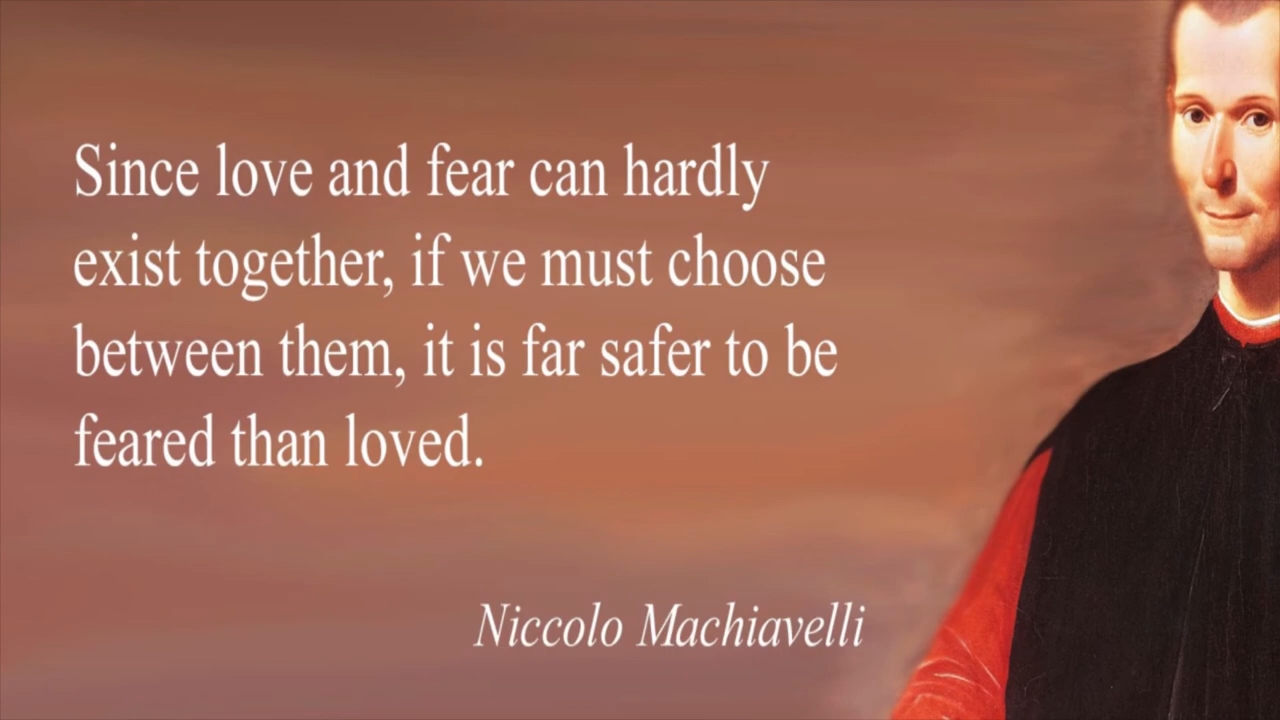 Since love and fear can hardly
exist together, if we must choose
between them, it is far safer to be
feared than loved.
Niccolo Machiavelli